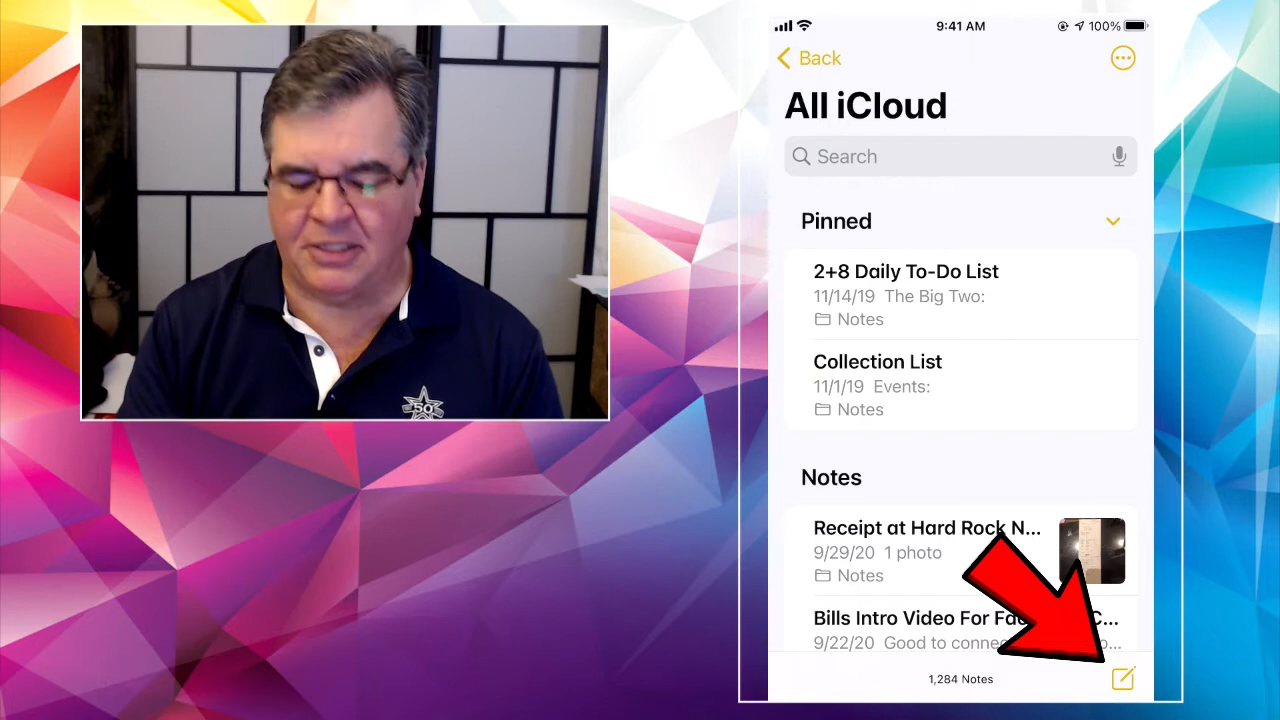 50
9:41 AM
100%
Back
All iCloud
Search
Pinned
2+8 Daily To-Do List
11/14/19 The Big Two:
Notes
Collection List
11/1/19 Events:
Notes
Notes
Receipt at Hard Rock N...
9/29/20 1 photo
Notes
Bills Intro Video For
9/22/20 Good to
1,284 Notes